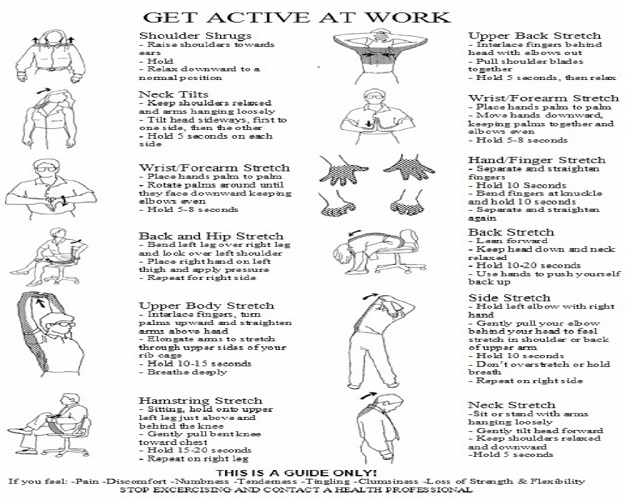 GET ACTIVE AT WORK
Shoulder Shrugs
- Raise shoulders towards
ears
- Hold
- Relax downward to a
normal position
Neck Tilts
- Keep shoulders relaxed
and arms hanging loosely
- Tilt head sideways, first to
one side, then the other
- Hold 5 seconds on each
side
Wrist/Forearm Stretch
- Place hands palm to palm
- Rotate palms around until
they face downward keeping
elbows even
- Hold 5-8 seconds
Back and Hip Stretch
- Bend left leg over right leg
and look over left shoulder
- Place right hand on left
thigh and apply pressure
- Repeat for right side
Upper Body Stretch
- Interlace fingers, turn
palms upward and straighten
arms above head
- Elongate arms to stretch
through upper sides of your
rib cage
- Hold 10-15 seconds
- Breathe deeply
Hamstring Stretch
- Sitting, hold onto upper
left leg just above and
behind the knee
- Gently pull bent knee
toward chest
- Hold 15-20 seconds
- Repeat on right leg
Upper Back Stretch
- Interlace fingers behind
head with elbows out
- Pull shoulder blades
together
- Hold 5 seconds, then relax
Wrist/Forearm Stretch
- Place hands palm to palm
- Move hands downward,
keeping palms together and
elbows even
- Hold 5-8 seconds
Hand/Finger Stretch
- Separate and straighten
fingers
- Hold 10 Seconds
- Bend fingers at knuckle
and hold 10 seconds
- Separate and straighten
again
Back Stretch
- Lean forward
- Keep head down and neck
relaxed
- Hold 10-20 seconds
- Use hands to push yourself
back up
Side Stretch
- Hold left elbow with right
hand
- Gently pull your elbow
behind your head to feel
stretch in shoulder or back
of upper arm
- Hold 10 seconds
- Don't overstretch or hold
breath
- Repeat on right side
Neck Stretch
-Sit or stand with arms
hanging loosely
- Gently tilt head forward
- Keep shoulders relaxed
and downward
-Hold 5 seconds
THIS IS A GUIDE ONLY!
If you feel: -Pain -Discomfort -Numbness -Tenderness -Tingling -Clumsiness -Loss of Strength & Flexibility
STOP EXCERCISING AND CONTACT A HEALTH PROFESSIONAL